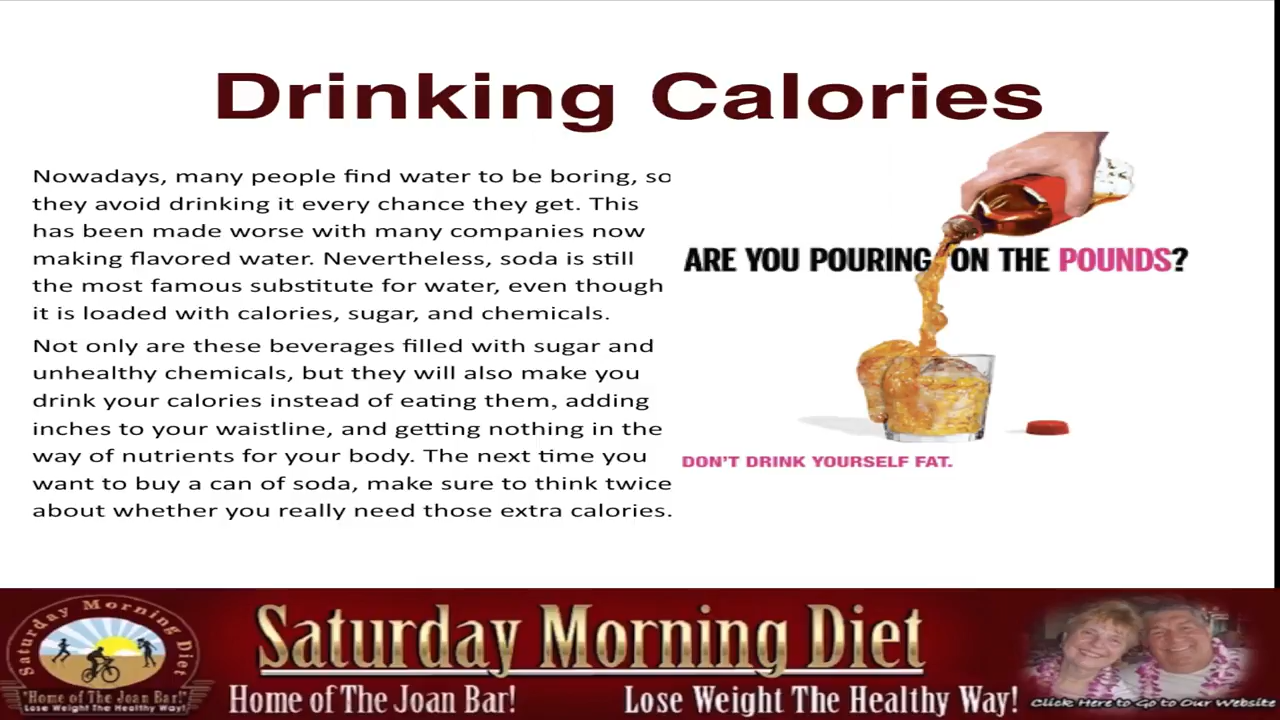 Drinking Calories
Nowadays, many people find water to be boring, so
they avoid drinking it every chance they get. This
has been made worse with many companies now
making flavored water. Nevertheless, soda is still
the most famous substitute for water, even though
it is loaded with calories, sugar, and chemicals.
Not only are these beverages filled with sugar and
unhealthy chemicals, but they will also make you
drink your calories instead of eating them, adding
inches to your waistline, and getting nothing in the
way of nutrients for your body. The next time you
want to buy a can of soda, make sure to think twice
about whether you really need those extra calories.
ARE YOU POURING ON THE POUNDS?
DON'T DRINK YOURSELF FAT.
Saturday Morning Diet
"Home of The Joan Bar!"
Lose Weight The Healthy Way!
Saturday Morning Diet
Home of The Joan Bar! Lose Weight The Healthy Way!
Click Here to Go to Our Website